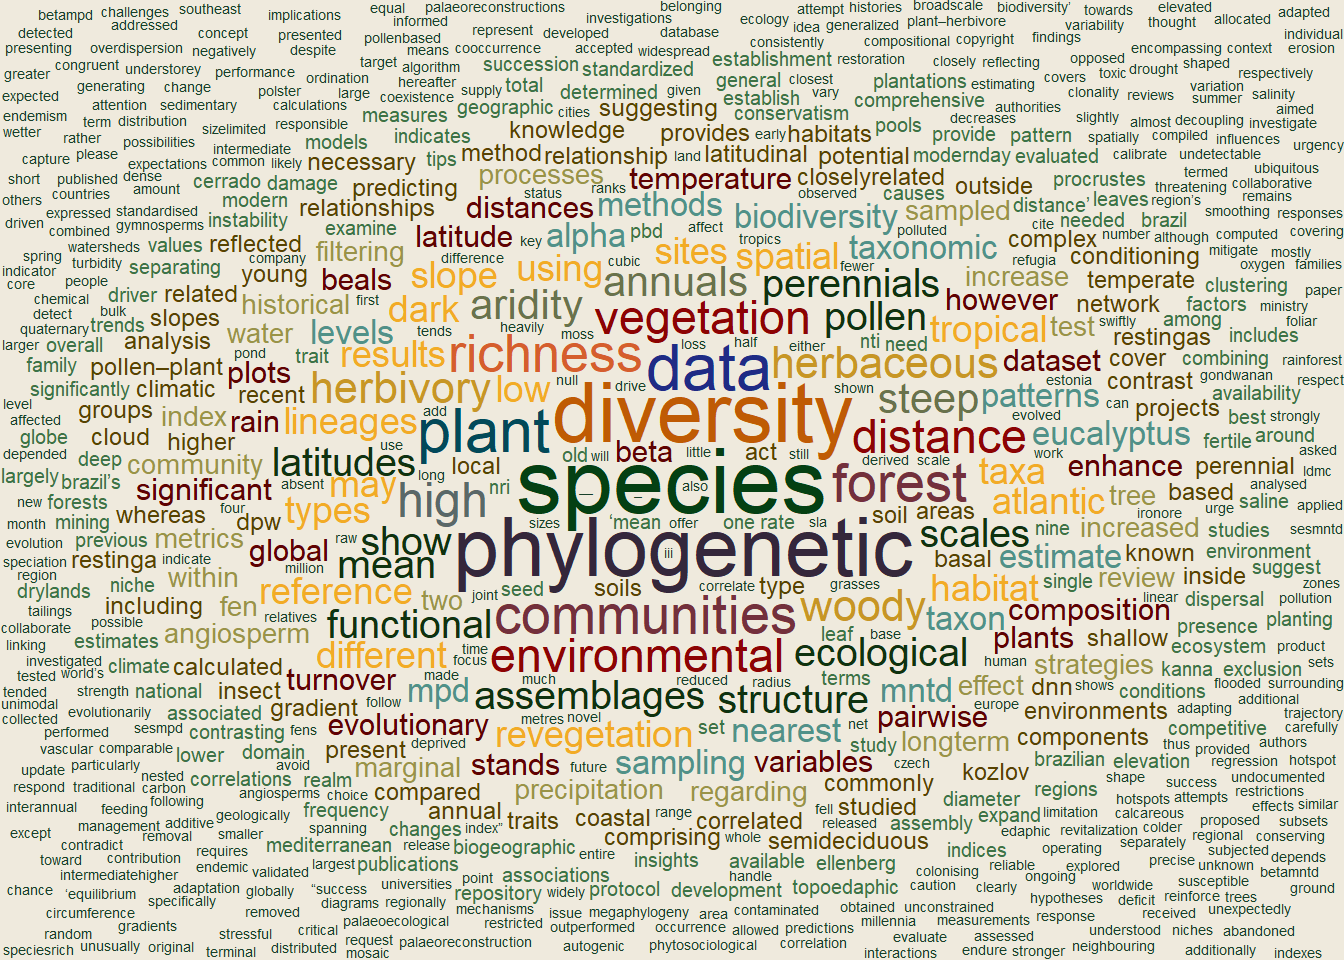 betampd challenges southeast implications equal palaeoreconstructions belonging attempt histories broadscale biodiversity' towards elevated
detected addressed concept presented informed represent investigations ecology idea generalized plant–herbivore variability thought allocated adapted
presenting overdispersion negatively despite pollenbased developed database consistently compositional copyright findings individual
congruent understorey means cooccurrence accepted widespread establishment restoration closely reflecting opposed encompassing context erosion
greater performance target algorithm succession standardized general closest plantations estimating covers toxic drought shaped respectively
generating change polster ordination hereafter supply total determined given vary clonality reviews variation
expected attention sedimentary calculations large coexistence geographic cities suggesting establish comprehensive authorities summer salinity
endemism term distribution responsible measures conservatism decreases slightly almost decoupling aimed
wetter rather possibilities sizelimited models indicates knowledge provides early habitats pools provide pattern spatially compiled influences investigate
capture please intermediate necessary tips method relationship land latitudinal potential modernday evaluated calibrate undetectable urgency
expectations common likely processes temperature closelyrelated ubiquitous
short published dense cerrado damage predicting status ranks observed causes outside procrustes termed collaborative
others countries amount modern relationships distances methods biodiversity sampled distance' leaves region's threatening remains
driven expressed standardised instability examine latitude key alpha pbd affect polluted cite needed brazil smoothing responses
combined gymnosperms reflected filtering difference sites tropics spatial taxonomic complex number although computed covering
watersheds values company cubic refugia conditioning mitigate mostly
spring turbidity separating young beals slope using annuals fewer perennials increase temperate oxygen families
indicator people
core driver related historical first dark aridity however network clustering paper
chemical bulk slopes water levels tends heavily moss vegetation pollen tropical test swiftly among factors ministry
detect quaternary trends analysis richness loss half either nti need restingas includes foliar
larger overall pond trait results data herbaceous dataset cover combining rainforest
family pollen–plant plots herbivory low null drive shown estonia contrast gondwanan respect
significantly climatic recent diversity steep patterns can availability
level groups index rain lineages add plant evolved projects best strongly
affected globe cloud higher use distance eucalyptus fertile around
depended deep community latitudes long local old will beta little act still derived scale work enhance perennial asked ldmc
largely brazil's significant absent may high nri species also forest taxa analysed
new forests whereas four types atlantic tree based urge saline applied
month mining dpw sizes 'mean offer one rate sla soil areas ironore
evolution previous metrics raw show phylogenetic scales nine increased studies sesmntd
speciation restinga indicate global mean iii basal estimate known environment
region niche within million suggest
drylands reference joint seed soils correlate type grasses habitat single review inside zones
tailings including fen relatives two communities woody taxon linear dispersal pollution
collaborate possible angiosperm functional leaf base composition presence planting
linking estimates different time environmental ecological plants shallow ecosystem product
investigated climate calculated focus human strategies kanna exclusion sets
tested world's insect turnover made much reduced radius terms effect dnn shows
tended strength national gradient follow mpd assemblages structure mntd europe conditions flooded surrounding
unimodal evolutionarily associated metres novel pairwise environments adapting additional
collected sesmpd contrasting fens evolutionary revegetation set nearest net trajectory
performed domain present deprived study longterm components competitive carefully
vascular comparable lower avoid marginal stands future sampling variables czech brazilian elevation thus provided authors
update particularly nested correlations realm kozlov regression hotspot
respond traditional carbon angiosperms choice compared precipitation regarding commonly regions shape success undocumented
interannual feeding following geologically frequency annual traits coastal range correlated fell studied diameter expand limitation hotspots attempts restrictions
management additive spanning changes index” released assembly calcareous effects similar
except removal smaller mediterranean release biogeographic comprising whole semideciduous edaphic revitalization colder proposed subsets
contradict requires entire indices operating separately regional conserving
toward contribution endemic validated largest publications insights available ellenberg reliable explored precise subjected depends
intermediatehigher point associations handle colonising ongoing unknown betamntd
chance 'equilibrium adaptation globally “success universities repository widely protocol development topoedaphic caution clearly worldwide susceptible ground
specifically diagrams regionally hypotheses deficit reinforce trees
circumference removed mechanisms issue megaphylogeny area contaminated obtained unconstrained response received unexpectedly
gradients critical palaeoecological restricted outperformed occurrence allowed predictions millennia measurements
random stressful request palaeoreconstruction evaluate assessed understood niches abandoned
speciesrich unusually original terminal distributed mosaic autogenic phytosociological correlation interactions endure stronger neighbouring additionally indexes